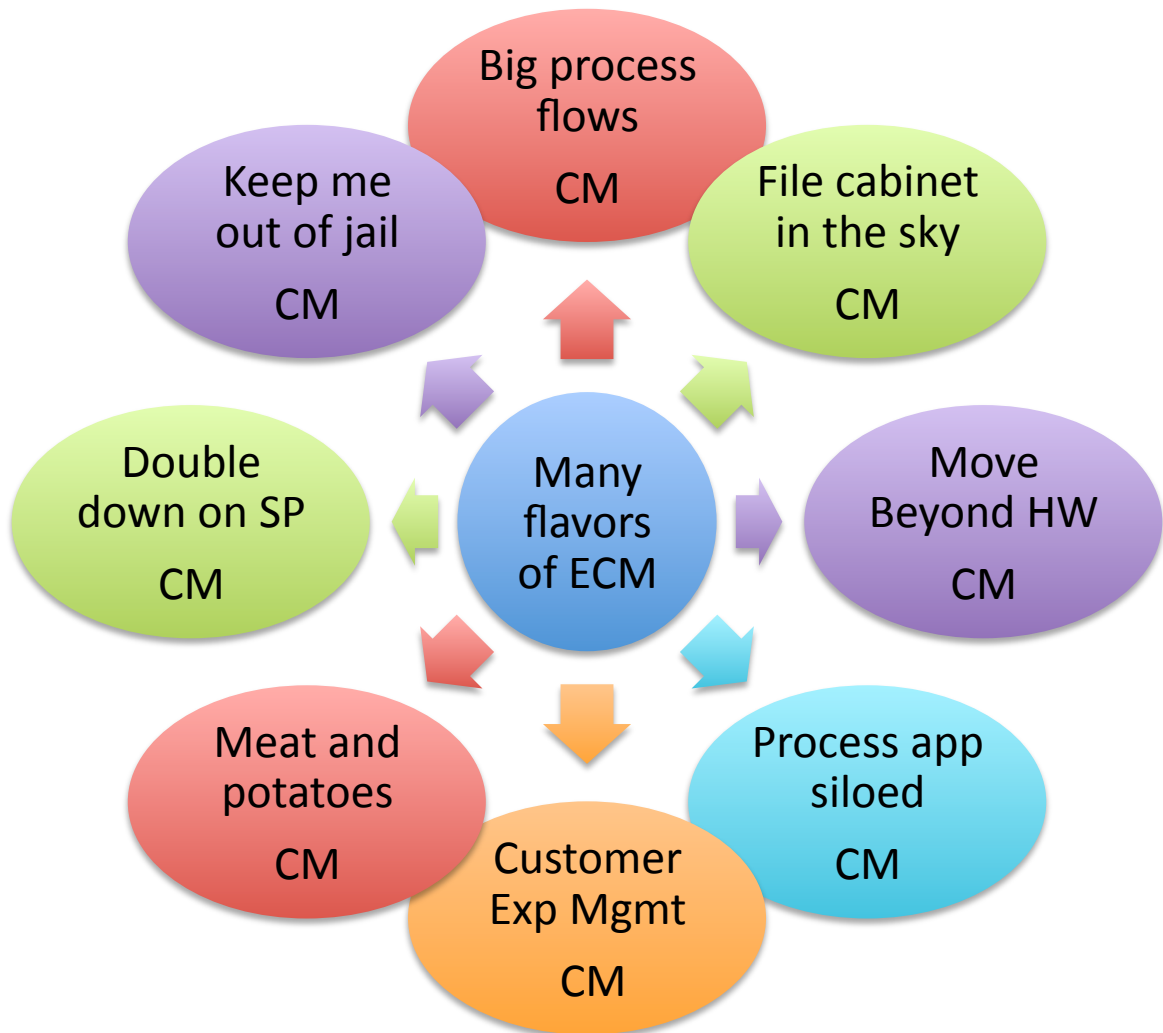 Big process
flows
CM
File cabinet
in the sky
CM
Move
Beyond HW
CM
Process app
siloed
CM
Customer
Exp Mgmt
CM
Meat and
potatoes
CM
Double
down on SP
CM
Keep me
out of jail
CM
Many
flavors
of ECM